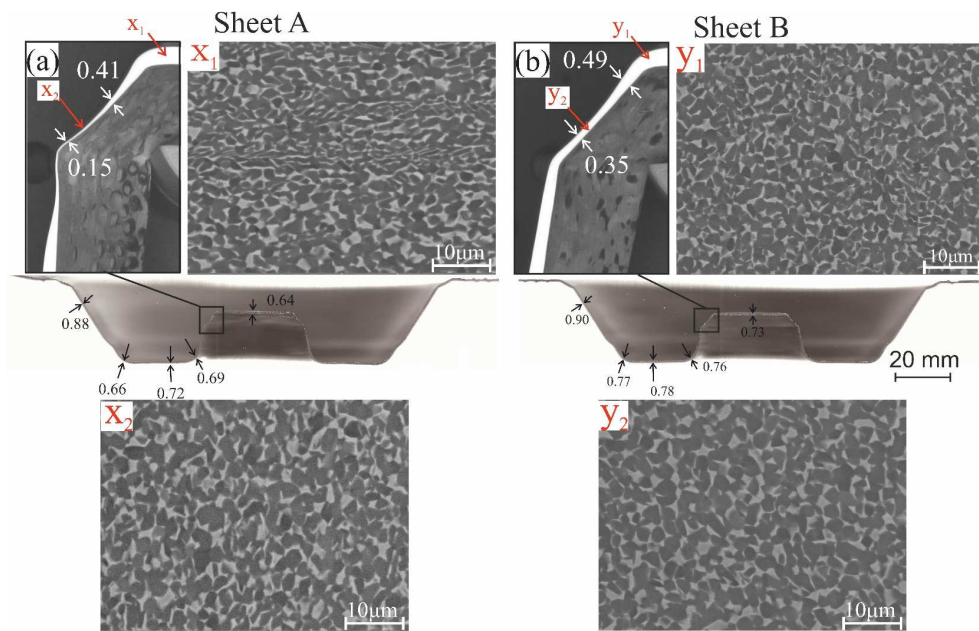 Sheet A
Sheet B
(a)
x1
0.41
x2
0.15
x1
10μm
(b)
y1
0.49
y2
0.35
y1
10μm
0.88
0.64
0.66
0.72
0.69
0.90
0.73
0.77
0.78
0.76
20 mm
x2
10μm
y2
10μm